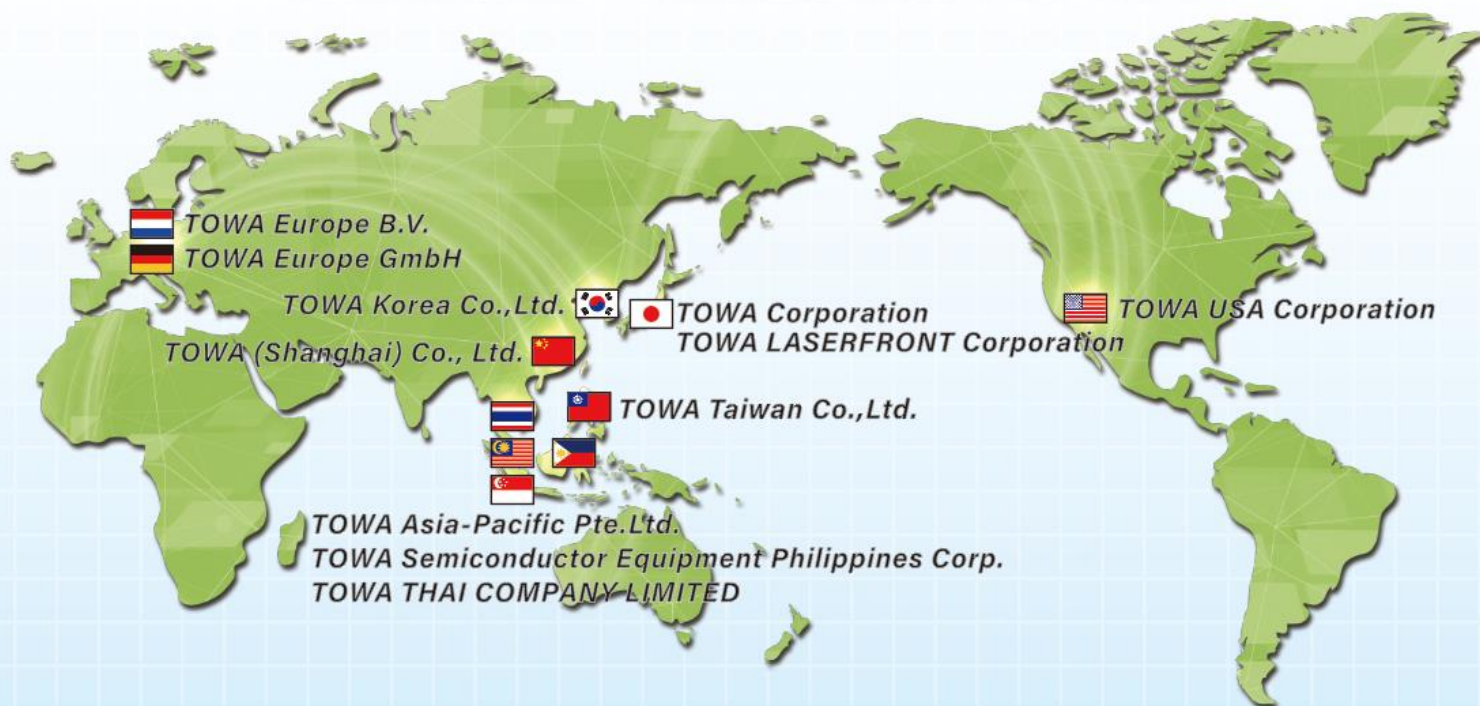 TOWA Europe B.V.
TOWA Europe GmbH
TOWA Korea Co.,Ltd.
TOWA Corporation
TOWA LASERFRONT Corporation
TOWA USA Corporation
TOWA (Shanghai) Co., Ltd.
TOWA Taiwan Co.,Ltd.
TOWA Asia-Pacific Pte.Ltd.
TOWA Semiconductor Equipment Philippines Corp.
TOWA THAI COMPANY LIMITED